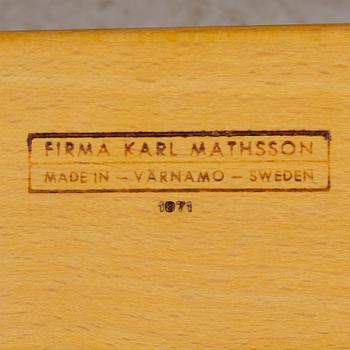 FIRMA KARL MATHSSON
MADE IN – VÄRNAMO – SWEDEN
1971